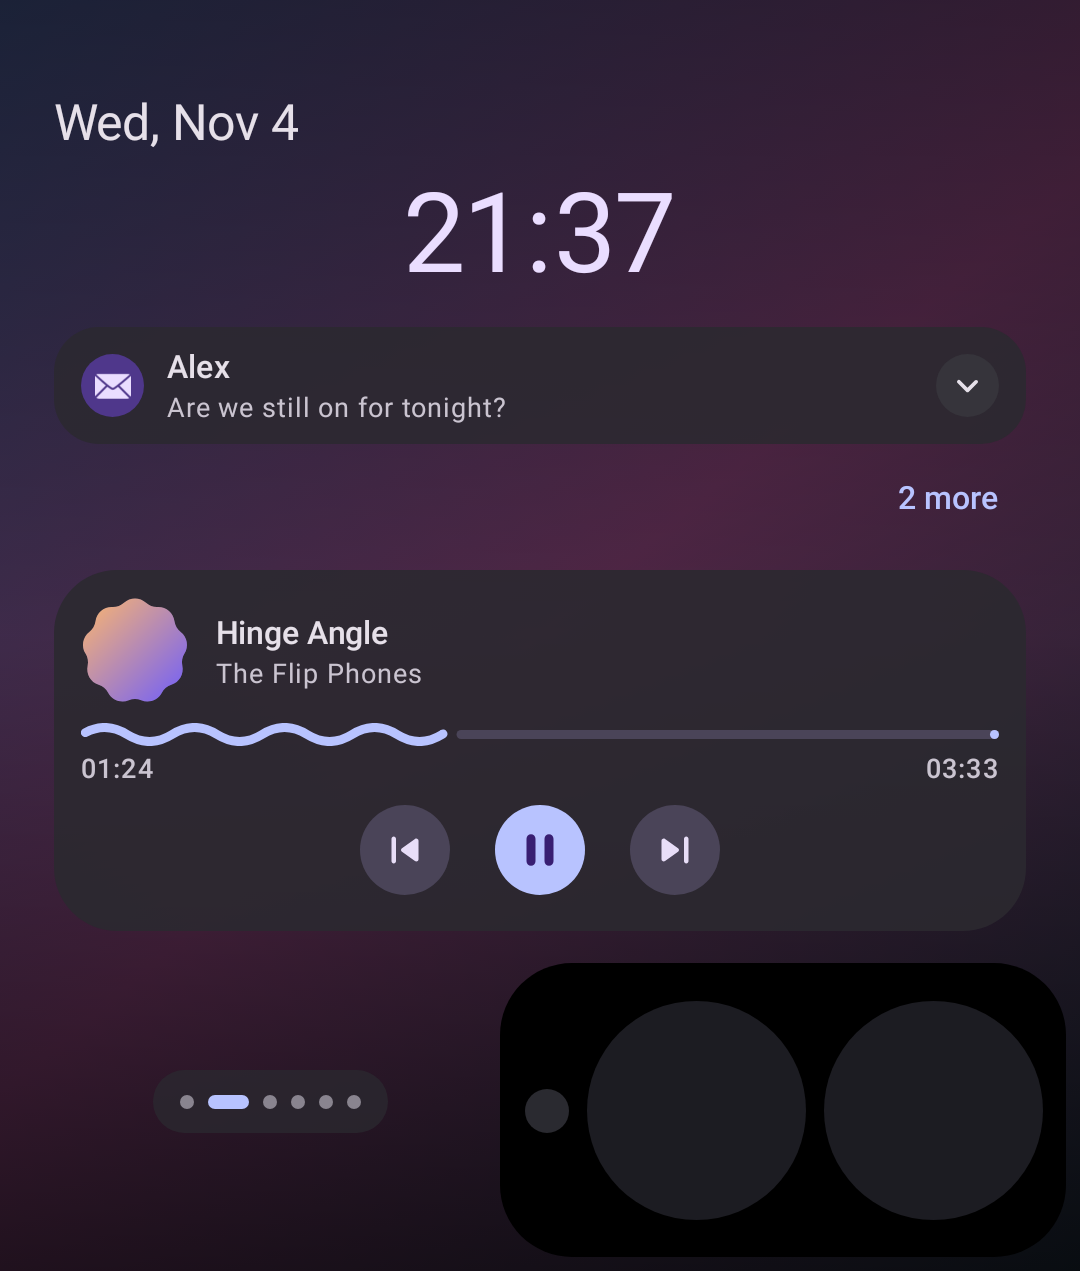 Wed, Nov 4
21:37
Alex
Are we still on for tonight?
2 more
Hinge Angle
The Flip Phones
01:24
03:33